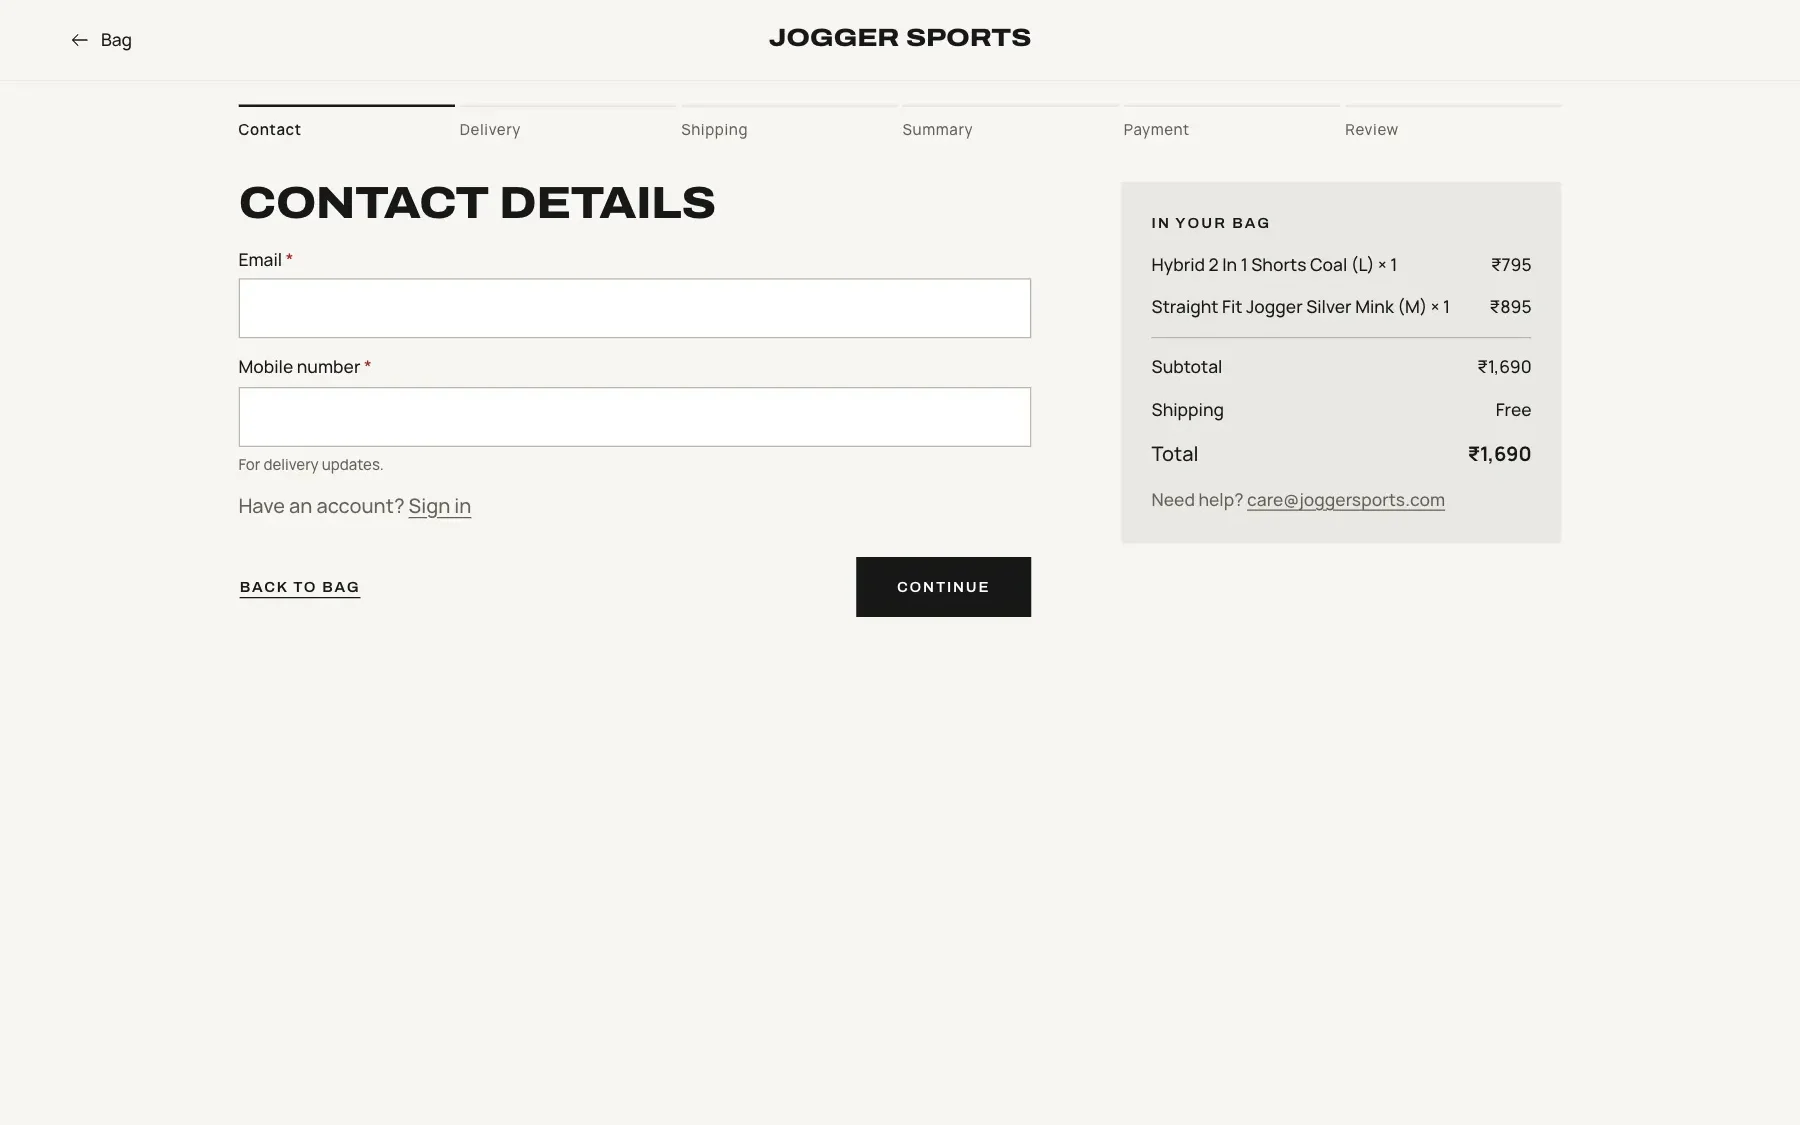 Bag
JOGGER SPORTS
Contact
Delivery
Shipping
Summary
Payment
Review
CONTACT DETAILS
Email *
Mobile number *
For delivery updates.
Have an account? Sign in
BACK TO BAG
CONTINUE
IN YOUR BAG
Hybrid 2 In 1 Shorts Coal (L) × 1 ₹795
Straight Fit Jogger Silver Mink (M) × 1 ₹895
Subtotal ₹1,690
Shipping Free
Total ₹1,690
Need help? care@joggersports.com